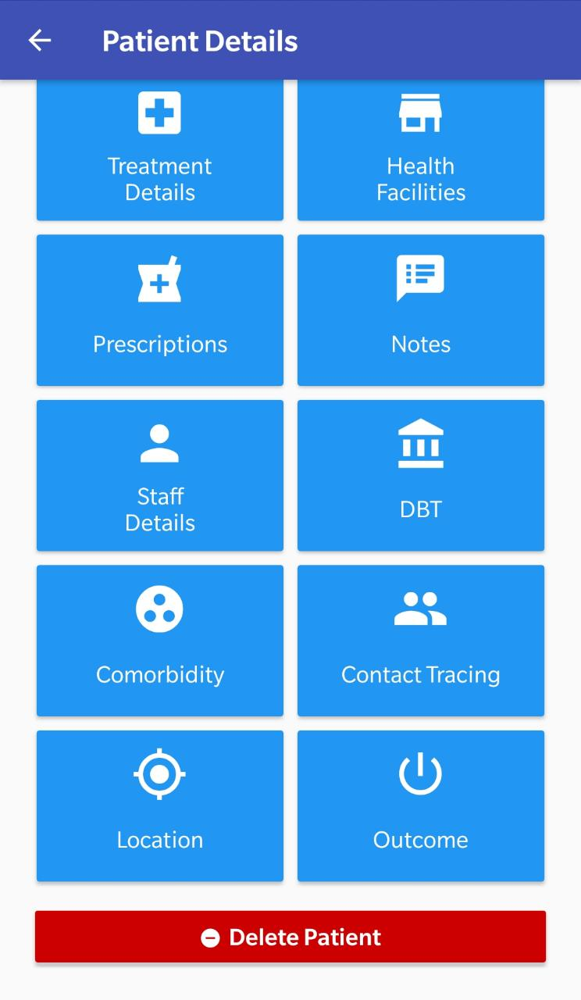 Patient Details
Treatment
Details
Health
Facilities
Prescriptions
Notes
Staff
Details
DBT
Comorbidity
Contact Tracing
Location
Outcome
Delete Patient